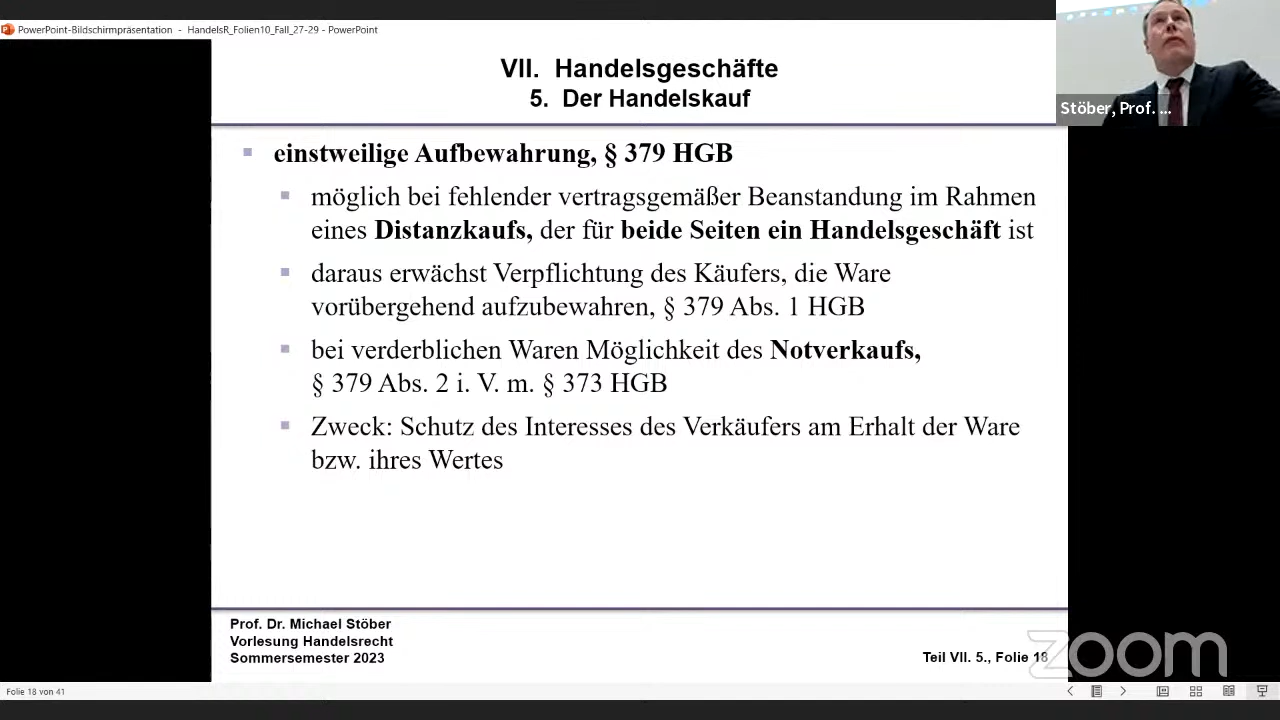 PowerPoint-Bildschirmpräsentation - HandelsR_Folien10_Fall_27-29 - PowerPoint
Stöber, Prof. ...
VII. Handelsgeschäfte
5. Der Handelskauf
einstweilige Aufbewahrung, § 379 HGB
möglich bei fehlender vertragsgemäßer Beanstandung im Rahmen
eines Distanzkaufs, der für beide Seiten ein Handelsgeschäft ist
daraus erwächst Verpflichtung des Käufers, die Ware
vorübergehend aufzubewahren, § 379 Abs. 1 HGB
bei verderblichen Waren Möglichkeit des Notverkaufs,
§ 379 Abs. 2 i. V. m. § 373 HGB
Zweck: Schutz des Interesses des Verkäufers am Erhalt der Ware
bzw. ihres Wertes
Prof. Dr. Michael Stöber
Vorlesung Handelsrecht
Sommersemester 2023
Teil VII. 5., Folie 18
zoom
Folie 18 von 41